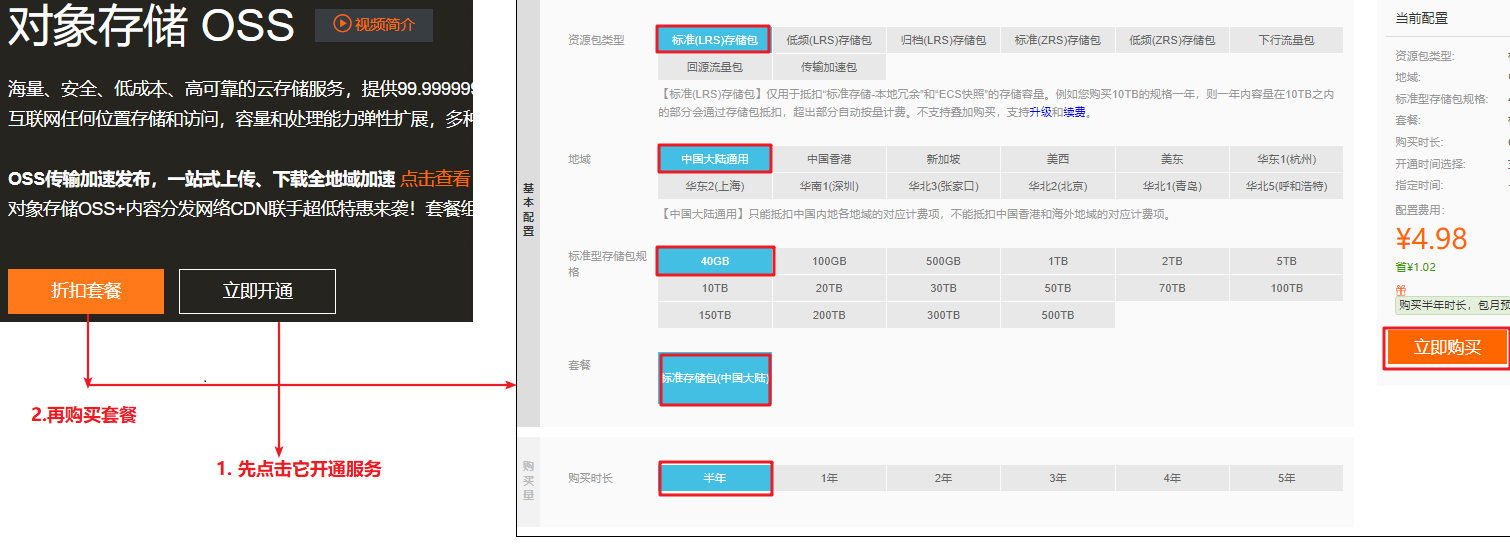 对象存储 OSS
视频简介
海量、安全、低成本、高可靠的云存储服务，提供99.999999
互联网任何位置存储和访问，容量和处理能力弹性扩展，多种
OSS传输加速发布，一站式上传、下载全地域加速 点击查看
对象存储OSS+内容分发网络CDN联手超低特惠来袭！套餐组
折扣套餐 立即开通
2.再购买套餐
1. 先点击它开通服务
基本配置
资源包类型 标准(LRS)存储包 低频(LRS)存储包 归档(LRS)存储包 标准(ZRS)存储包 低频(ZRS)存储包 下行流量包
回源流量包 传输加速包
【标准(LRS)存储包】仅用于抵扣“标准存储-本地冗余”和“ECS快照”的存储容量。例如您购买10TB的规格一年，则一年内容量在10TB之内
的部分会通过存储包抵扣，超出部分自动按量计费。不支持叠加购买，支持升级和续费。
地域 中国大陆通用 中国香港 新加坡 美西 美东 华东1(杭州)
华东2(上海) 华南1(深圳) 华北3(张家口) 华北2(北京) 华北1(青岛) 华北5(呼和浩特)
【中国大陆通用】只能抵扣中国内地各地域的对应计费项，不能抵扣中国香港和海外地域的对应计费项。
标准型存储包规格 40GB 100GB 500GB 1TB 2TB 5TB
10TB 20TB 30TB 50TB 70TB 100TB
150TB 200TB 300TB 500TB
套餐 标准存储包(中国大陆)
购买量
购买时长 半年 1年 2年 3年 4年 5年
当前配置
资源包类型:
地域:
标准型存储包规格:
套餐:
购买时长:
开通时间选择:
指定时间:
配置费用:
¥4.98
省¥1.02
购买半年时长，包月预
立即购买